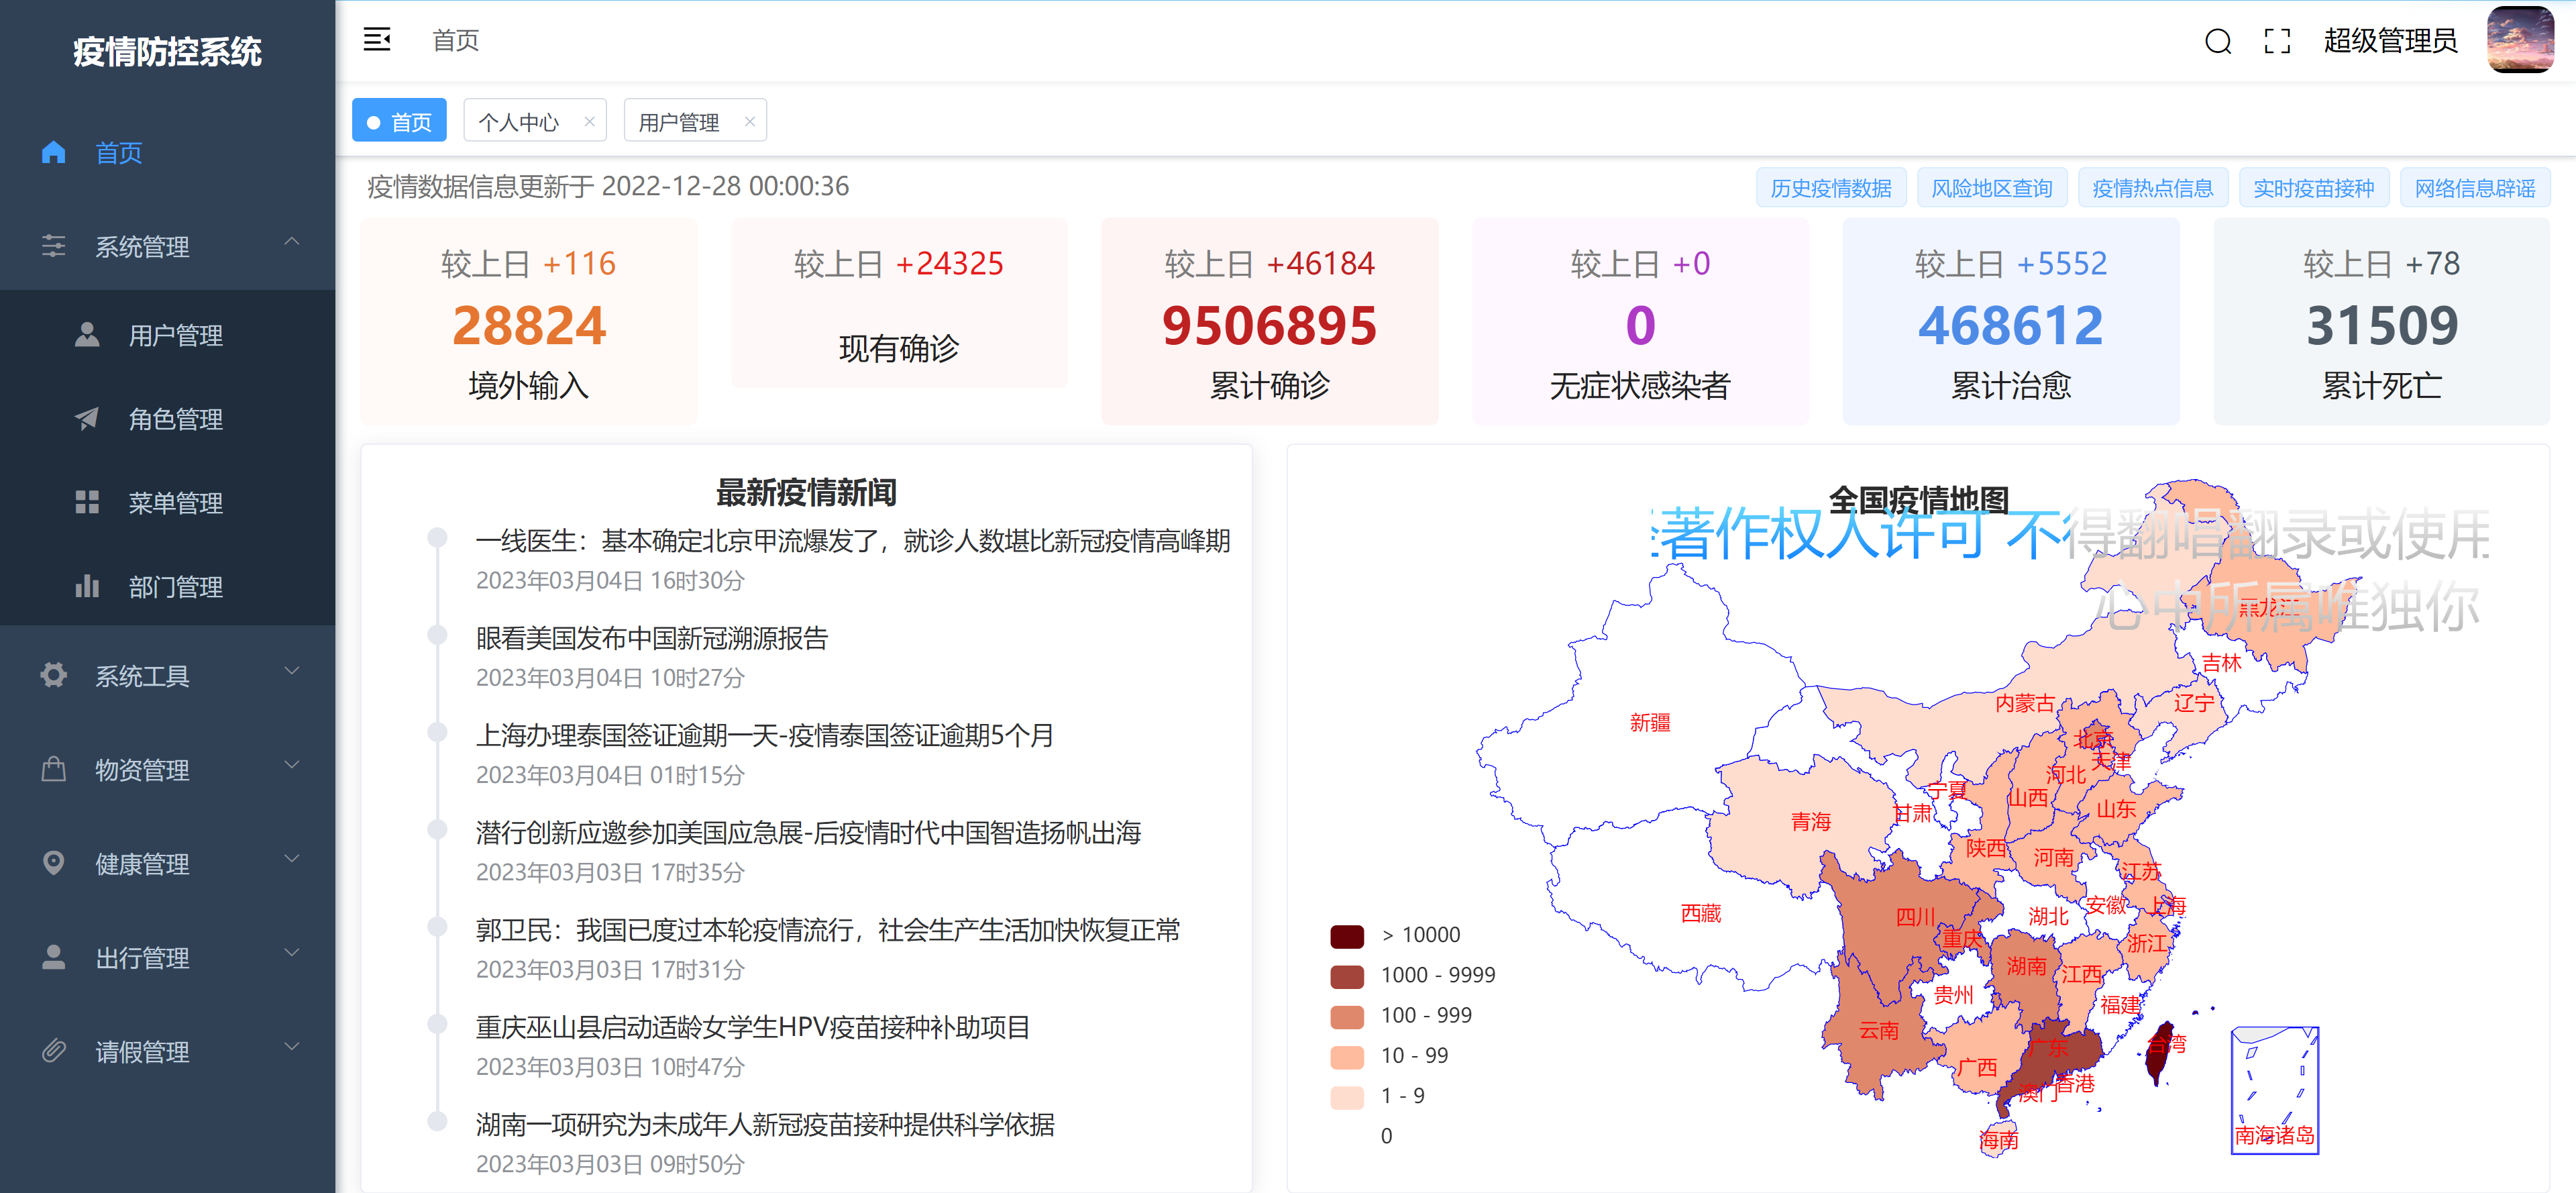 疫情防控系统
首页
系统管理
用户管理
角色管理
菜单管理
部门管理
系统工具
物资管理
健康管理
出行管理
请假管理
首页
超级管理员
首页
个人中心
用户管理
疫情数据信息更新于 2022-12-28 00:00:36
历史疫情数据
风险地区查询
疫情热点信息
实时疫苗接种
网络信息辟谣
较上日 +116
28824
境外输入
较上日 +24325
现有确诊
较上日 +46184
9506895
累计确诊
较上日 +0
0
无症状感染者
较上日 +5552
468612
累计治愈
较上日 +78
31509
累计死亡
最新疫情新闻
一线医生：基本确定北京甲流爆发了，就诊人数堪比新冠疫情高峰期
2023年03月04日 16时30分
眼看美国发布中国新冠溯源报告
2023年03月04日 10时27分
上海办理泰国签证逾期一天-疫情泰国签证逾期5个月
2023年03月04日 01时15分
潜行创新应邀参加美国应急展-后疫情时代中国智造扬帆出海
2023年03月03日 17时35分
郭卫民：我国已度过本轮疫情流行，社会生产生活加快恢复正常
2023年03月03日 17时31分
重庆巫山县启动适龄女学生HPV疫苗接种补助项目
2023年03月03日 10时47分
湖南一项研究为未成年人新冠疫苗接种提供科学依据
2023年03月03日 09时50分
全国疫情地图
著作权人许可 不得翻唱翻录或使用
心中所属唯独你
黑龙江
吉林
辽宁
内蒙古
新疆
北京
天津
河北
宁夏
山西
山东
甘肃
青海
陕西
河南
江苏
安徽
上海
西藏
四川
湖北
重庆
浙江
湖南
江西
贵州
福建
云南
广东
台湾
广西
香港
澳门
海南
南海诸岛
> 10000
1000 - 9999
100 - 999
10 - 99
1 - 9
0